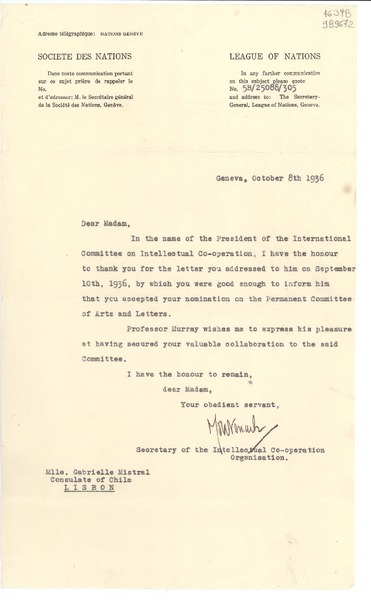 16348
989672
Adresse télégraphique: NATIONS GENÈVE
SOCIETE DES NATIONS
Dans toute communication portant
sur ce sujet prière de rappeler le
No.
et d'adresser: M. le Secrétaire général
de la Société des Nations, Genève.
LEAGUE OF NATIONS
In any further communication
on this subject please quote
No. 5B/25088/305
and address to: The Secretary-
General, League of Nations, Geneva.
Geneva, October 8th 1936
Dear Madam,
In the name of the President of the International
Committee on Intellectual Co-operation, I have the honour
to thank you for the letter you addressed to him on September
10th, 1936, by which you were good enough to inform him
that you accepted your nomination on the Permanent Committee
of Arts and Letters.
Professor Murray wishes me to express his pleasure
at having secured your valuable collaboration to the said
Committee.
I have the honour to remain,
dear Madam,
Your obedient servant,
Secretary of the Intellectual Co-operation
Organisation.
Mlle. Gabrielle Mistral
Consulate of Chile
LISBON